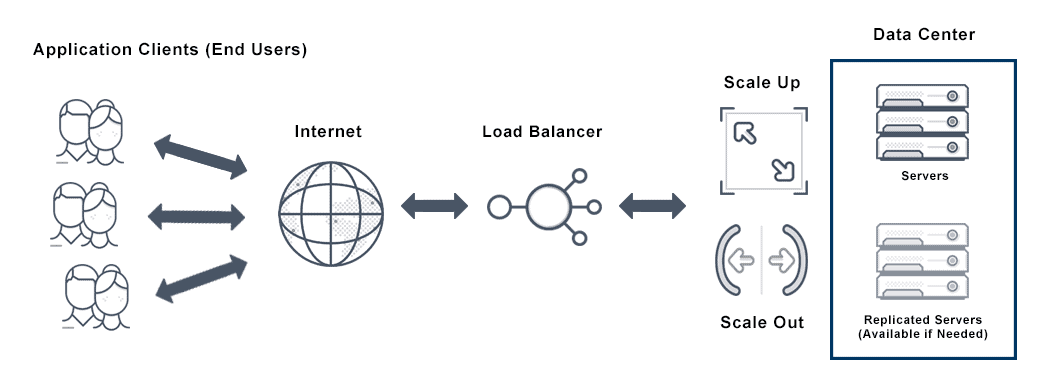 Application Clients (End Users)
Internet
Load Balancer
Scale Up
Scale Out
Data Center
Servers
Replicated Servers
(Available if Needed)